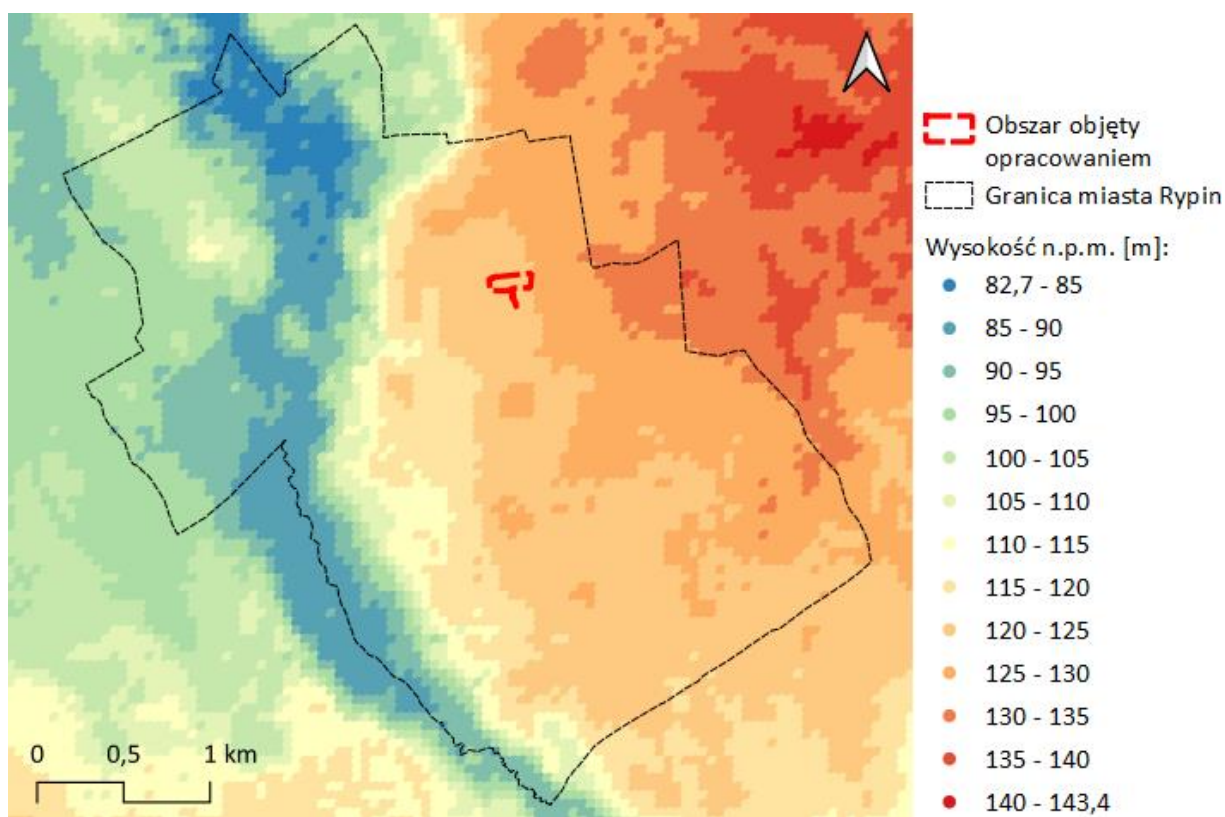 Obszar objęty
opracowaniem
Granica miasta Rypin
Wysokość n.p.m. [m]:
82,7 - 85
85 - 90
90 - 95
95 - 100
100 - 105
105 - 110
110 - 115
115 - 120
120 - 125
125 - 130
130 - 135
135 - 140
140 - 143,4
0 0,5 1 km